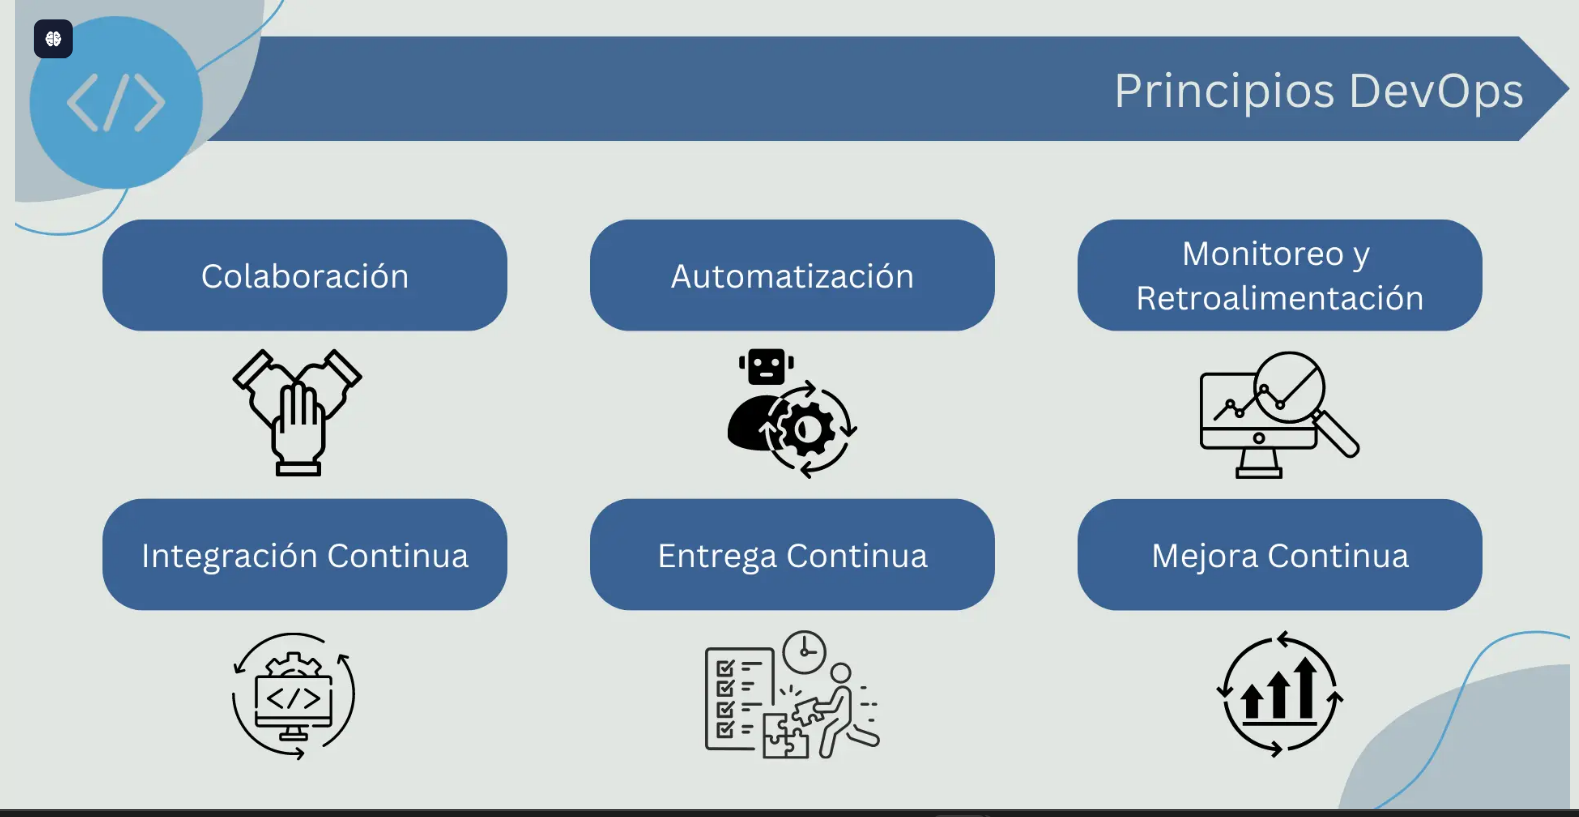 Principios DevOps
Colaboración
Automatización
Monitoreo y
Retroalimentación
Integración Continua
Entrega Continua
Mejora Continua